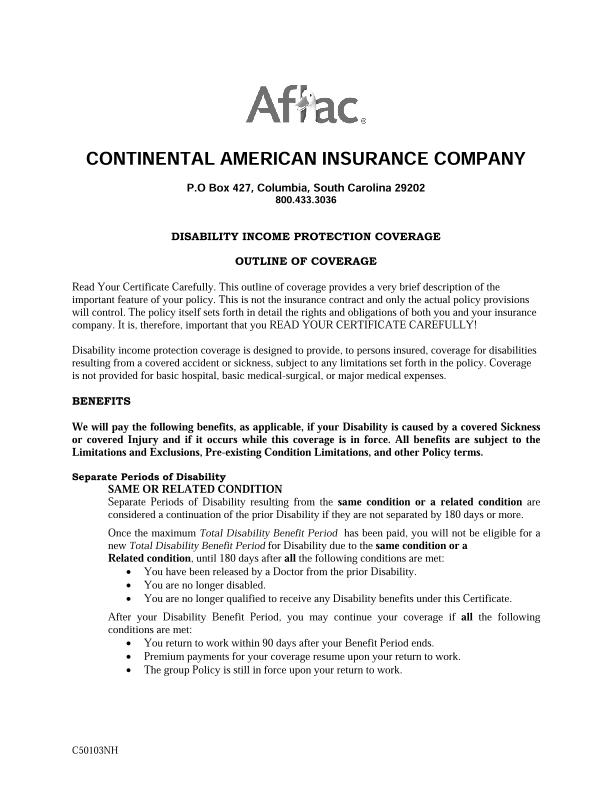 Aflac®
CONTINENTAL AMERICAN INSURANCE COMPANY
P.O Box 427, Columbia, South Carolina 29202
800.433.3036
DISABILITY INCOME PROTECTION COVERAGE
OUTLINE OF COVERAGE
Read Your Certificate Carefully. This outline of coverage provides a very brief description of the
important feature of your policy. This is not the insurance contract and only the actual policy provisions
will control. The policy itself sets forth in detail the rights and obligations of both you and your insurance
company. It is, therefore, important that you READ YOUR CERTIFICATE CAREFULLY!
Disability income protection coverage is designed to provide, to persons insured, coverage for disabilities
resulting from a covered accident or sickness, subject to any limitations set forth in the policy. Coverage
is not provided for basic hospital, basic medical-surgical, or major medical expenses.
BENEFITS
We will pay the following benefits, as applicable, if your Disability is caused by a covered Sickness
or covered Injury and if it occurs while this coverage is in force. All benefits are subject to the
Limitations and Exclusions, Pre-existing Condition Limitations, and other Policy terms.
Separate Periods of Disability
SAME OR RELATED CONDITION
Separate Periods of Disability resulting from the same condition or a related condition are
considered a continuation of the prior Disability if they are not separated by 180 days or more.
Once the maximum Total Disability Benefit Period has been paid, you will not be eligible for a
new Total Disability Benefit Period for Disability due to the same condition or a
Related condition, until 180 days after all the following conditions are met:
• You have been released by a Doctor from the prior Disability.
• You are no longer disabled.
• You are no longer qualified to receive any Disability benefits under this Certificate.
After your Disability Benefit Period, you may continue your coverage if all the following
conditions are met:
• You return to work within 90 days after your Benefit Period ends.
• Premium payments for your coverage resume upon your return to work.
• The group Policy is still in force upon your return to work.
C50103NH